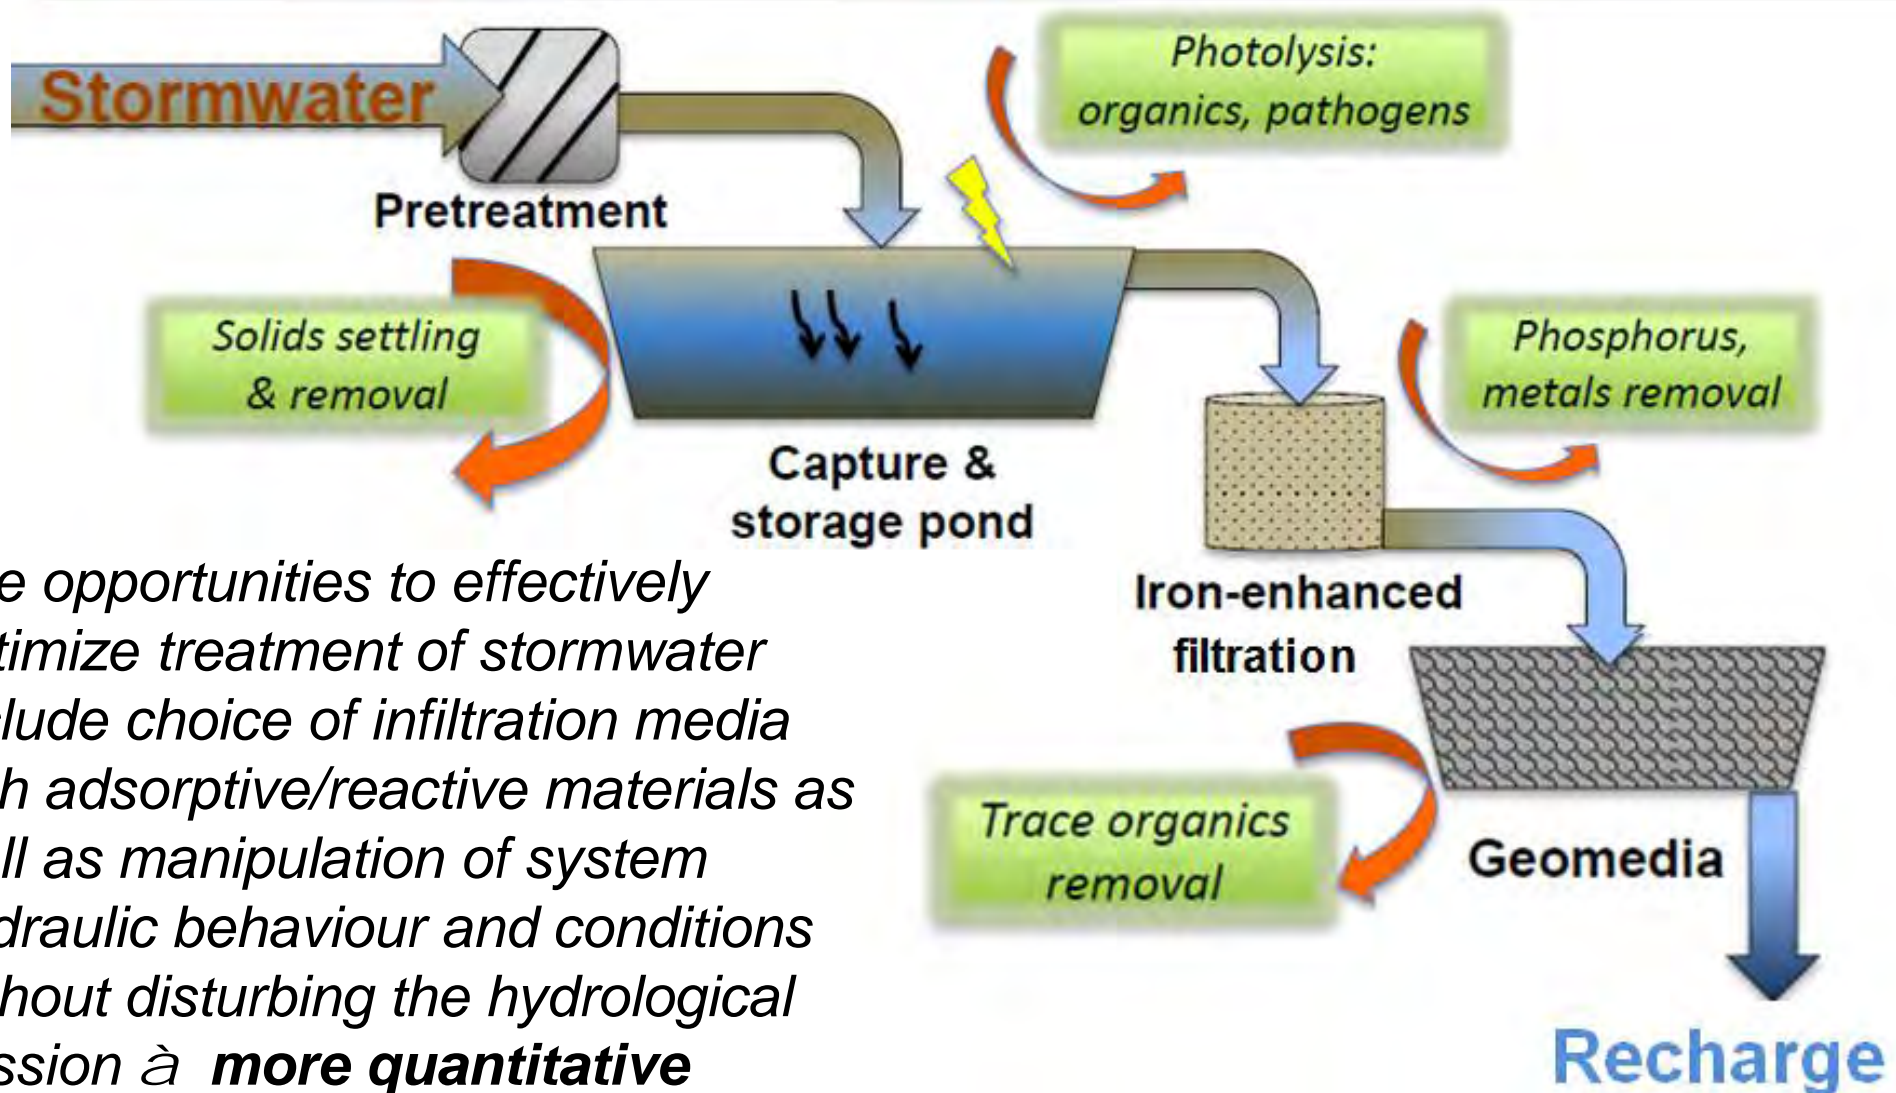 Stormwater
Pretreatment
Photolysis:
organics, pathogens
Solids settling
& removal
Capture &
storage pond
Phosphorus,
metals removal
Iron-enhanced
filtration
Trace organics
removal
Geomedia
Recharge
e opportunities to effectively
timize treatment of stormwater
clude choice of infiltration media
h adsorptive/reactive materials as
ll as manipulation of system
draulic behaviour and conditions
hout disturbing the hydrological
ssion à more quantitative